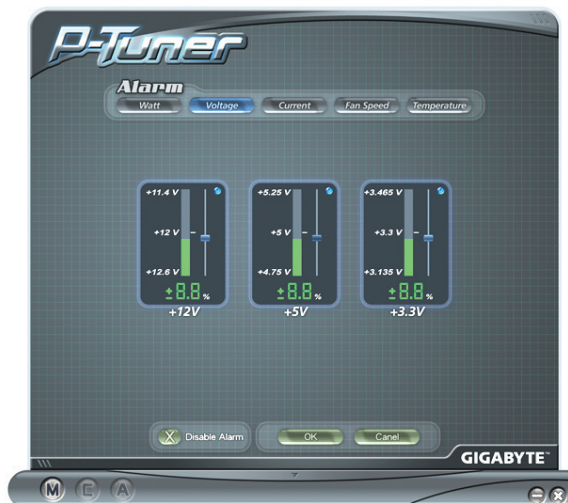 P-Tuner
Alarm
Watt Voltage Current Fan Speed Temperature
+11.4 V +5.25 V +3.465 V
+12 V +5 V +3.3 V
+12.6 V +4.75 V +3.135 V
±8.8 % ±8.8 % ±8.8 %
+12V +5V +3.3V
X Disable Alarm OK Canel
GIGABYTE™
M E A